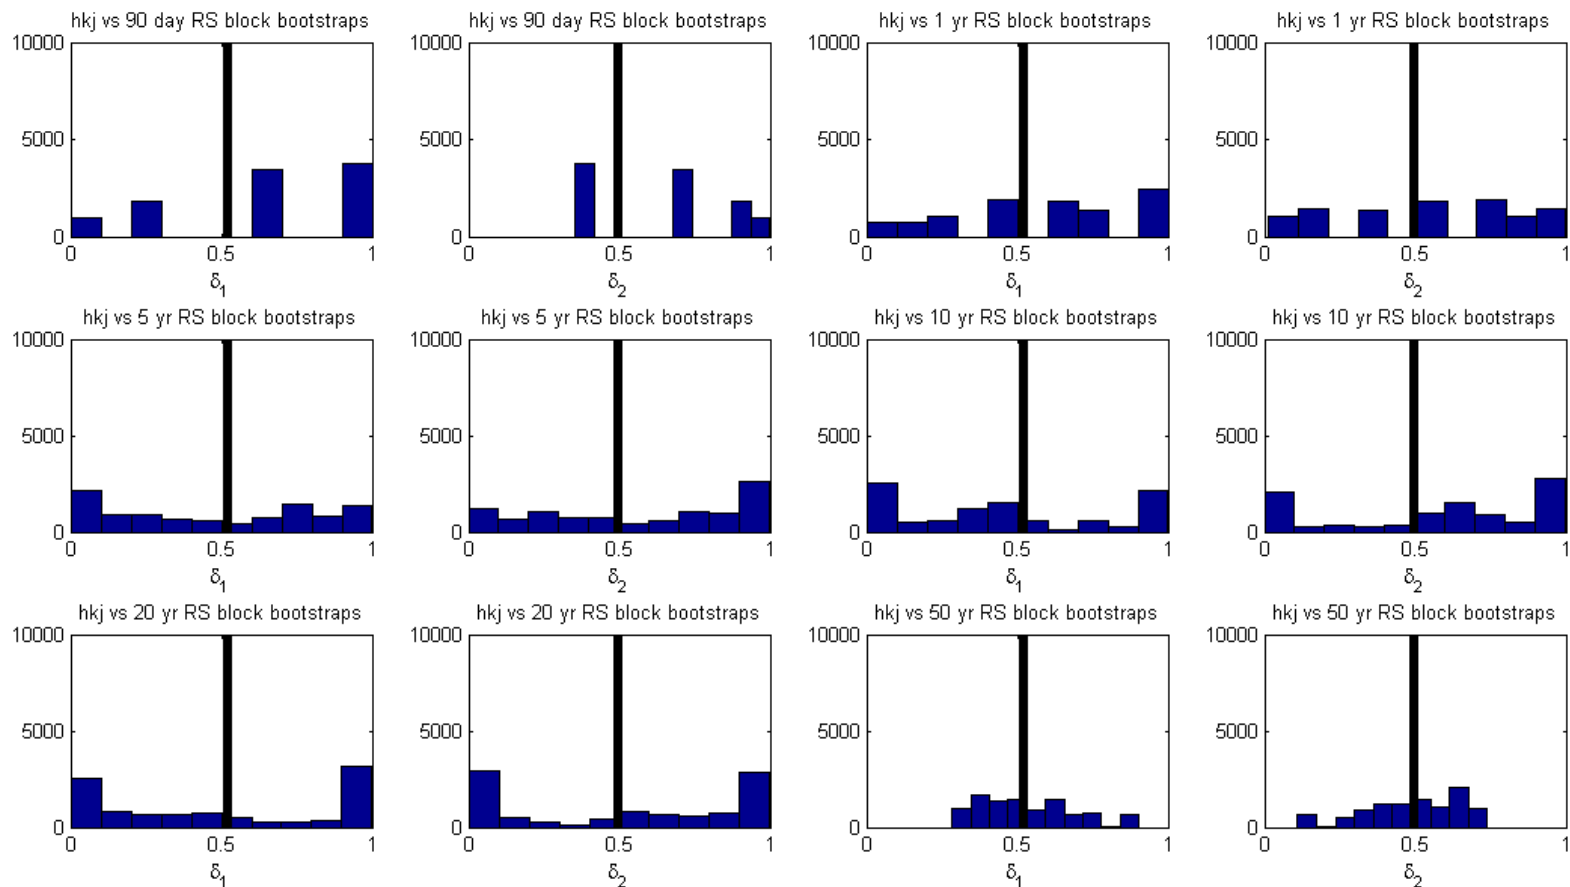 hkj vs 90 day RS block bootstraps
hkj vs 90 day RS block bootstraps
hkj vs 1 yr RS block bootstraps
hkj vs 1 yr RS block bootstraps
10000 10000 10000 10000
5000 5000 5000 5000
0 0 0 0
0 0.5 1 0 0.5 1 0 0.5 1 0 0.5 1
δ1 δ2 δ1 δ2
hkj vs 5 yr RS block bootstraps
hkj vs 5 yr RS block bootstraps
hkj vs 10 yr RS block bootstraps
hkj vs 10 yr RS block bootstraps
10000 10000 10000 10000
5000 5000 5000 5000
0 0 0 0
0 0.5 1 0 0.5 1 0 0.5 1 0 0.5 1
δ1 δ2 δ1 δ2
hkj vs 20 yr RS block bootstraps
hkj vs 20 yr RS block bootstraps
hkj vs 50 yr RS block bootstraps
hkj vs 50 yr RS block bootstraps
10000 10000 10000 10000
5000 5000 5000 5000
0 0 0 0
0 0.5 1 0 0.5 1 0 0.5 1 0 0.5 1
δ1 δ2 δ1 δ2